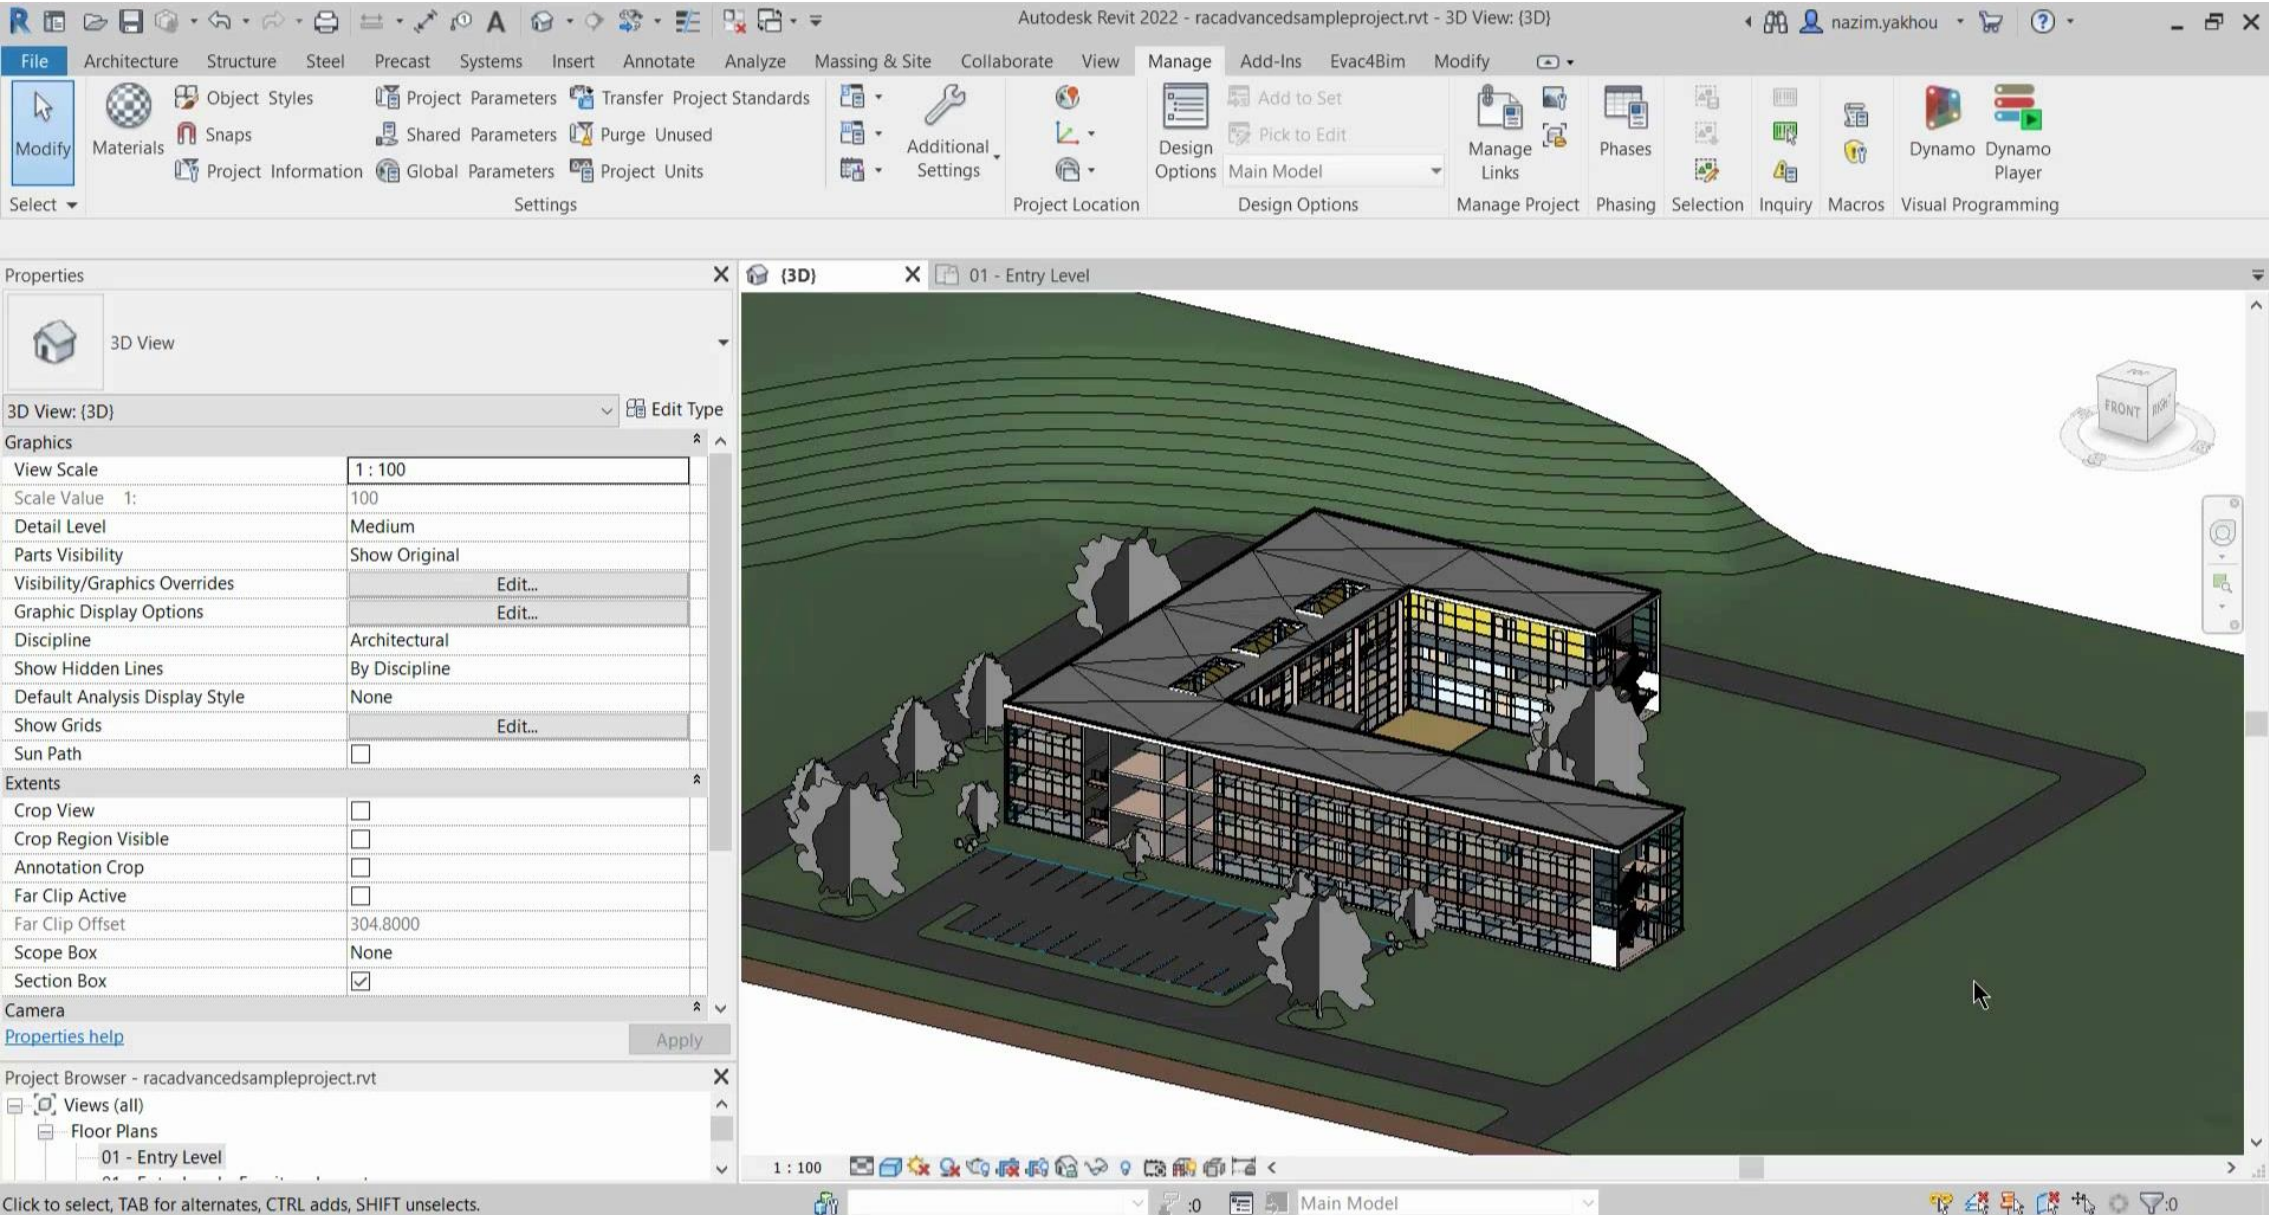 Autodesk Revit 2022 - racadvancedsampleproject.rvt - 3D View: {3D}
nazim.yakhou
File Architecture Structure Steel Precast Systems Insert Annotate Analyze Massing & Site Collaborate View Manage Add-Ins Evac4Bim Modify
Modify
Select
Materials
Object Styles
Snaps
Project Information
Project Parameters
Shared Parameters
Global Parameters
Transfer Project Standards
Purge Unused
Project Units
Settings
Additional
Settings
Project Location
Design
Options
Add to Set
Pick to Edit
Main Model
Design Options
Manage
Links
Manage Project
Phases
Phasing
Selection
Inquiry
Macros
Dynamo
Dynamo
Player
Visual Programming
Properties
3D View
3D View: {3D}
Edit Type
Graphics
View Scale 1 : 100
Scale Value 1: 100
Detail Level Medium
Parts Visibility Show Original
Visibility/Graphics Overrides Edit...
Graphic Display Options Edit...
Discipline Architectural
Show Hidden Lines By Discipline
Default Analysis Display Style None
Show Grids Edit...
Sun Path
Extents
Crop View
Crop Region Visible
Annotation Crop
Far Clip Active
Far Clip Offset 304.8000
Scope Box None
Section Box
Camera
Properties help
Apply
Project Browser - racadvancedsampleproject.rvt
Views (all)
Floor Plans
01 - Entry Level
{3D}
01 - Entry Level
TOP
FRONT
RIGHT
1 : 100
Click to select, TAB for alternates, CTRL adds, SHIFT unselects.
:0
Main Model
:0